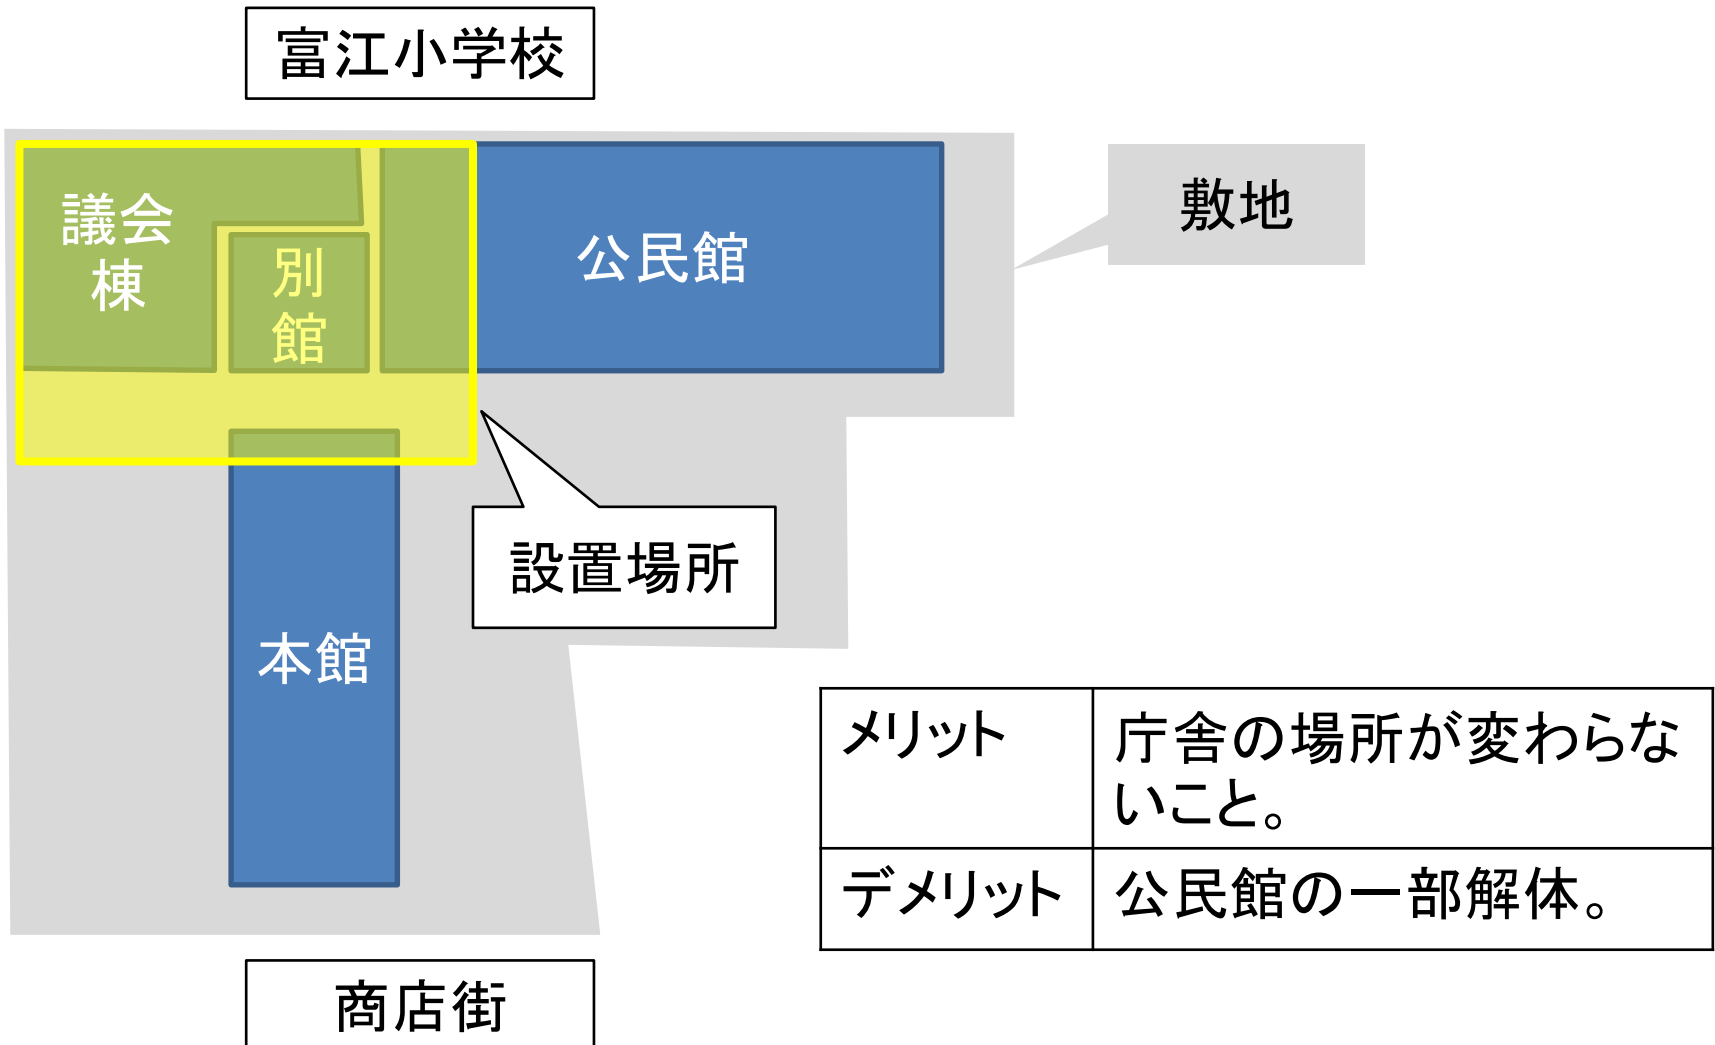 富江小学校
敷地
議会
棟
別
館
公民館
設置場所
本館
メリット
庁舎の場所が変わらな
いこと。
デメリット
公民館の一部解体。
商店街